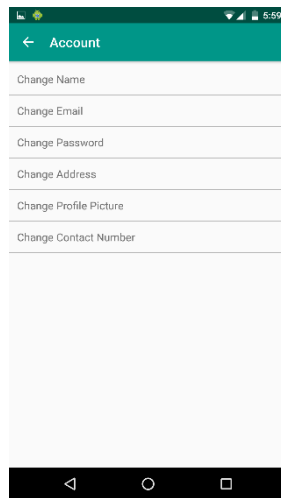 5:59
Account
Change Name
Change Email
Change Password
Change Address
Change Profile Picture
Change Contact Number